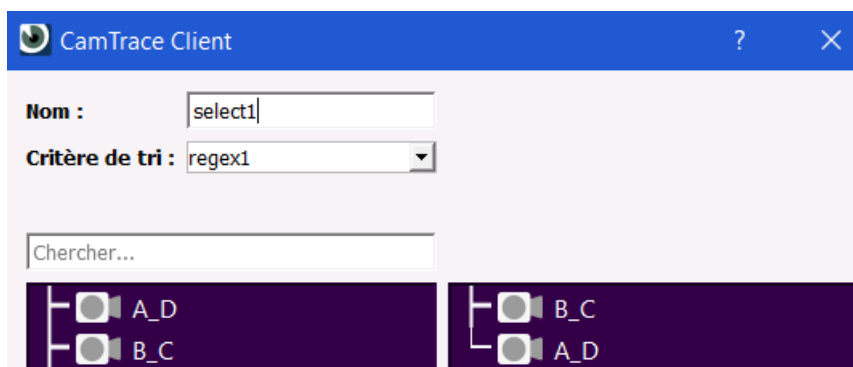 CamTrace Client ? ×
Nom : select1
Critère de tri : regex1
Chercher...
A_D
B_C
B_C
A_D